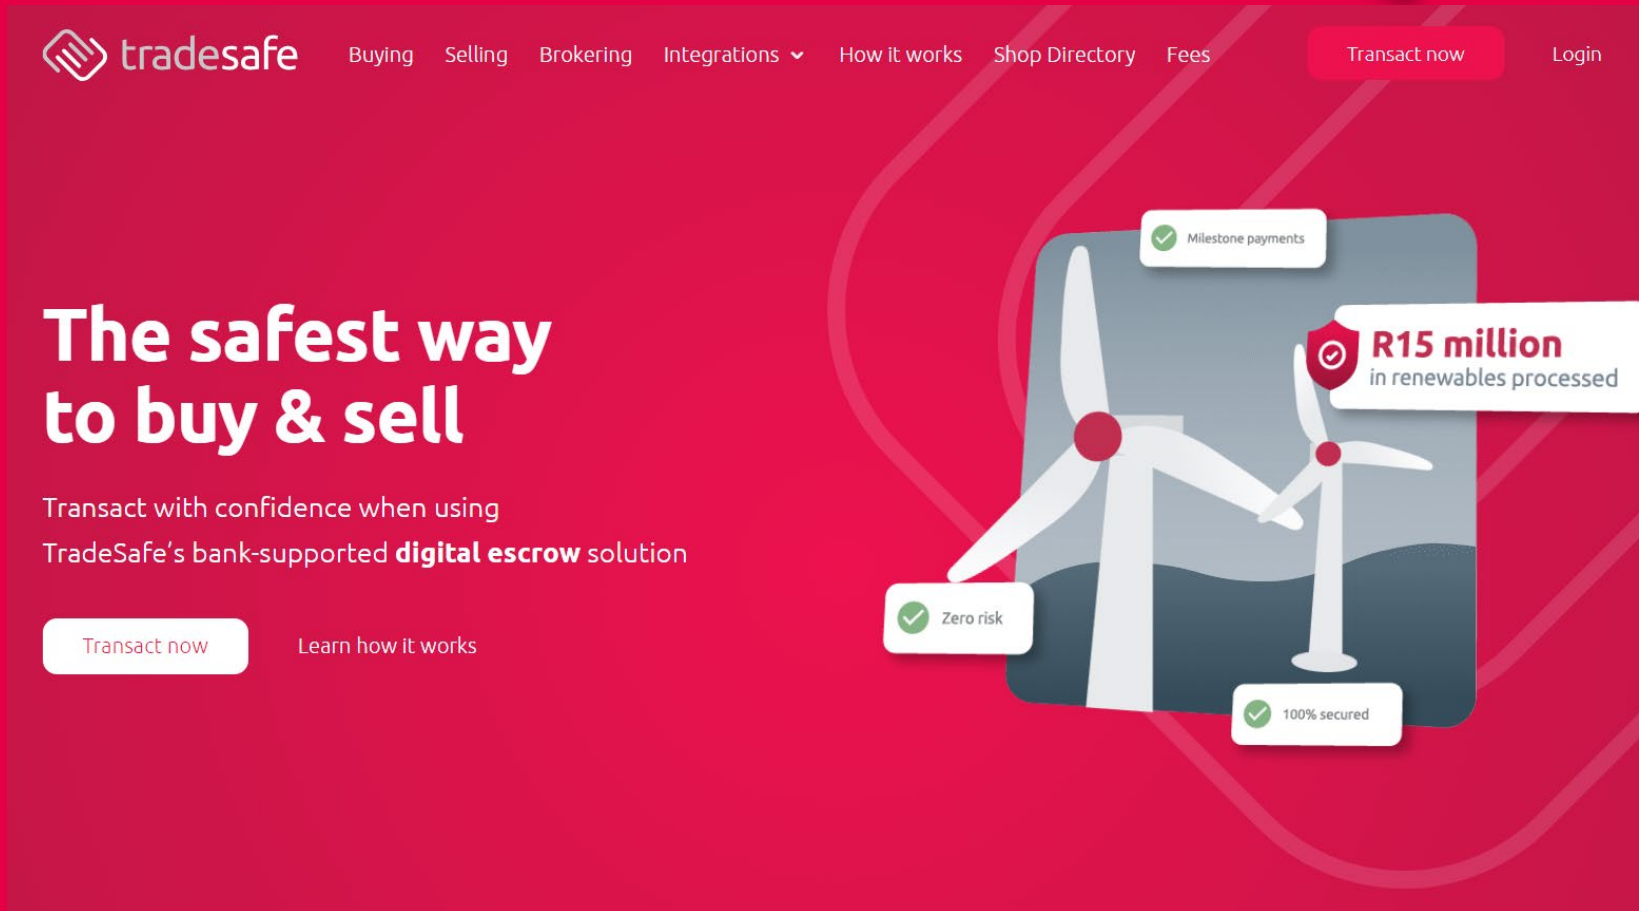 tradesafe
Buying
Selling
Brokering
Integrations
How it works
Shop Directory
Fees
Transact now
Login
The safest way
to buy & sell
Transact with confidence when using
TradeSafe's bank-supported digital escrow solution
Transact now
Learn how it works
Milestone payments
R15 million
in renewables processed
Zero risk
100% secured